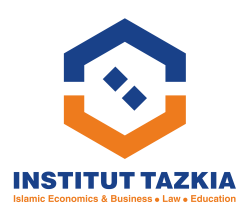 INSTITUT TAZKIA
Islamic Economics & Business • Law • Education